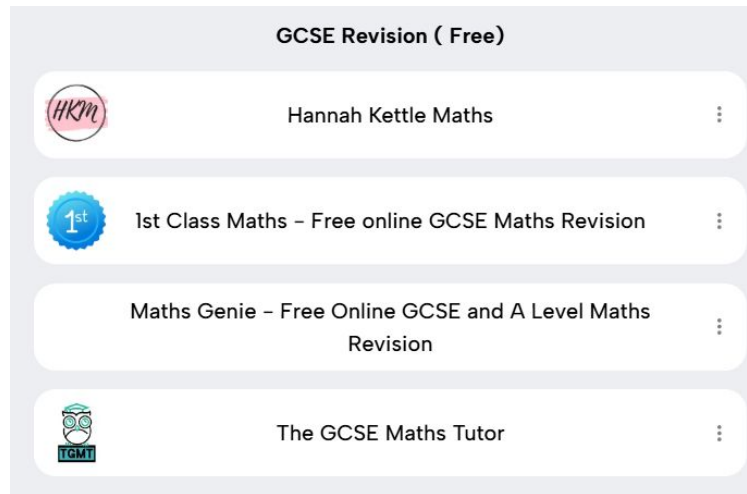 GCSE Revision ( Free)
HKM
Hannah Kettle Maths
1st
1st Class Maths – Free online GCSE Maths Revision
Maths Genie – Free Online GCSE and A Level Maths
Revision
TGMT
The GCSE Maths Tutor